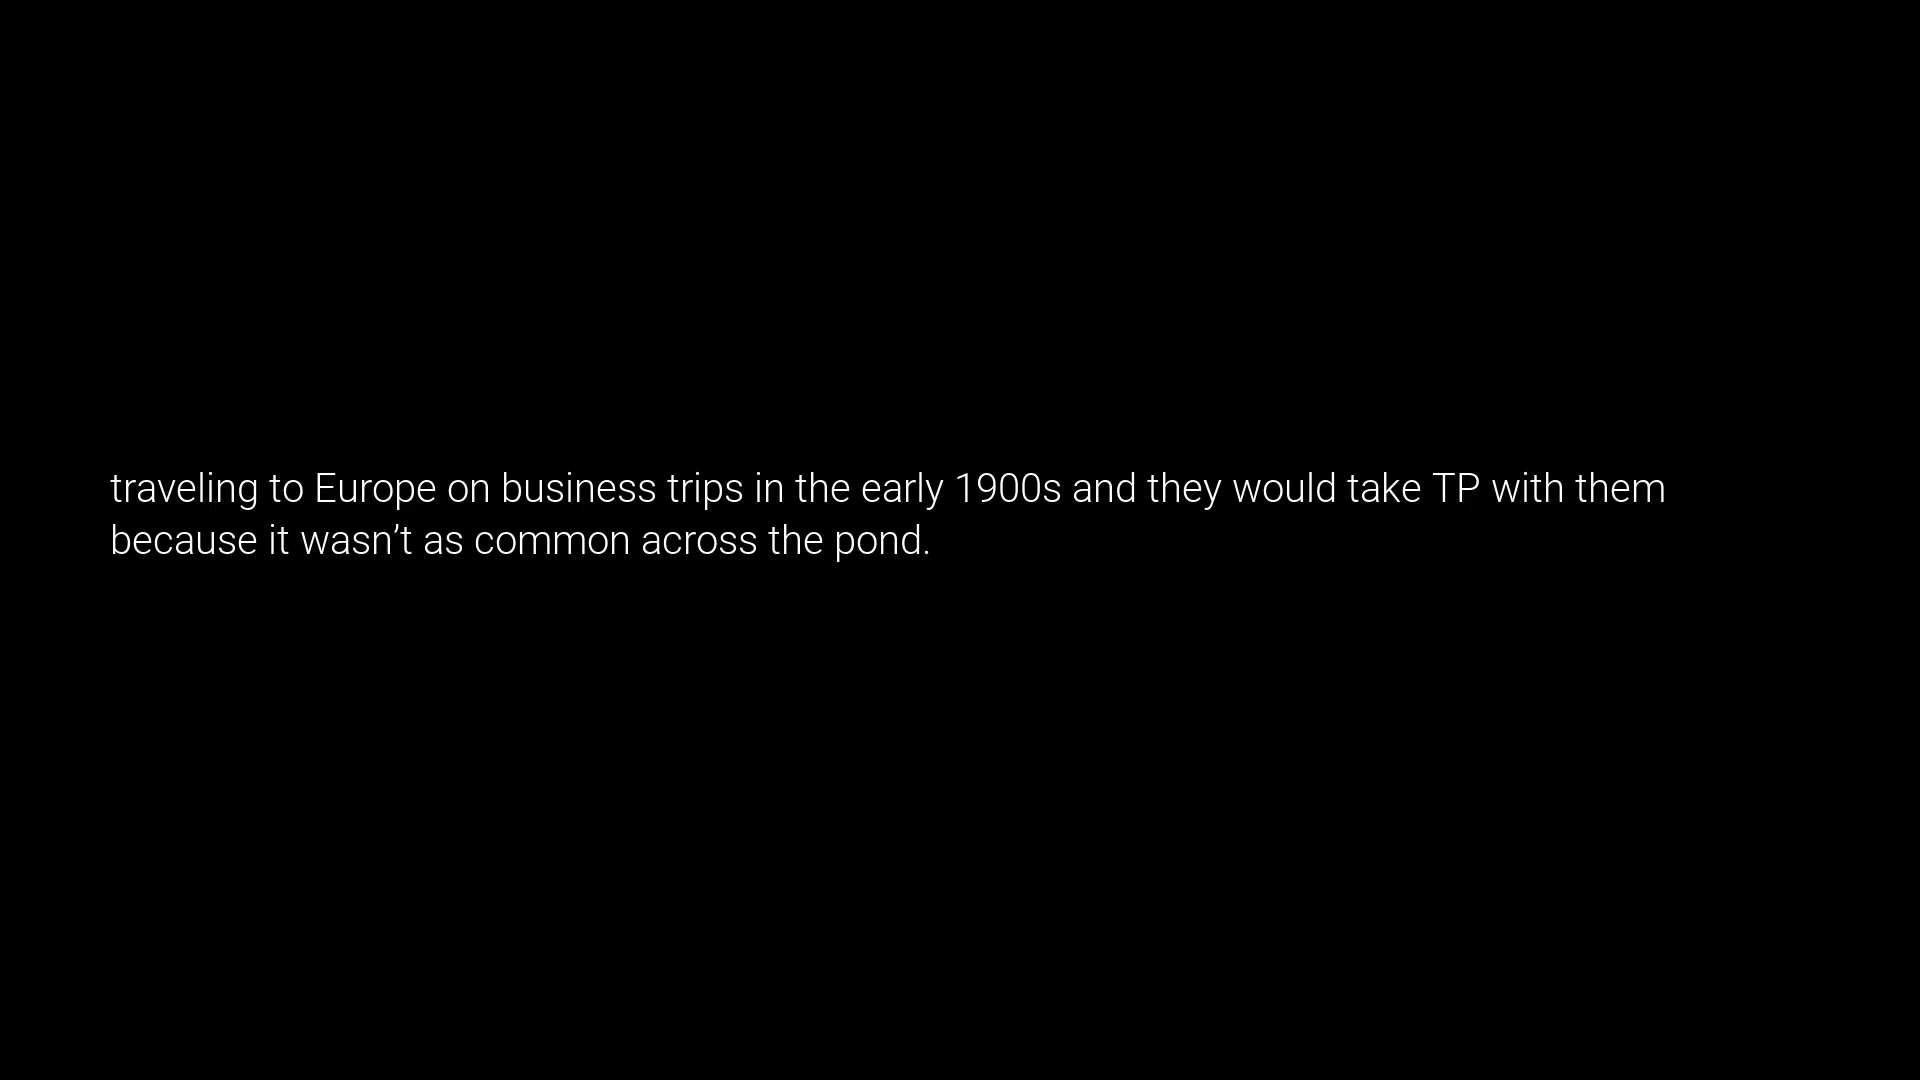 traveling to Europe on business trips in the early 1900s and they would take TP with them
because it wasn’t as common across the pond.